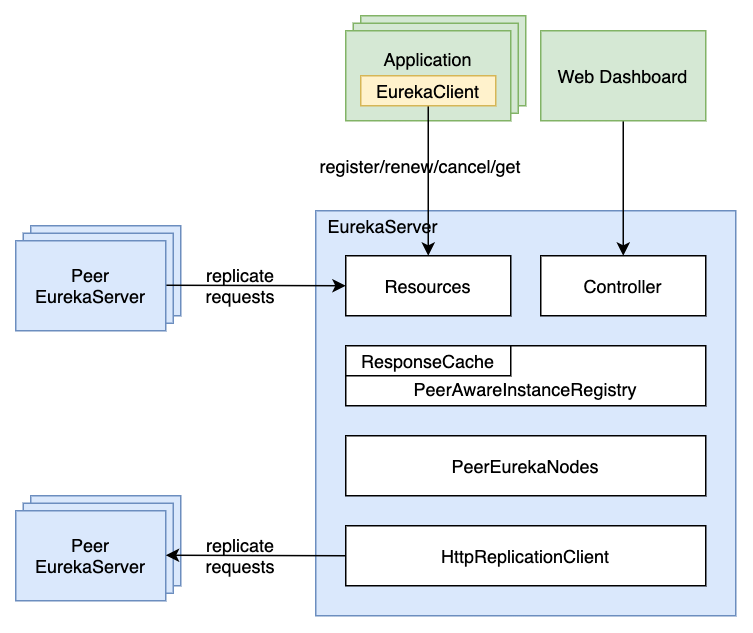 Application
EurekaClient
Web Dashboard
register/renew/cancel/get
EurekaServer
Peer
EurekaServer
replicate
requests
Resources
Controller
ResponseCache
PeerAwareInstanceRegistry
PeerEurekaNodes
Peer
EurekaServer
replicate
requests
HttpReplicationClient